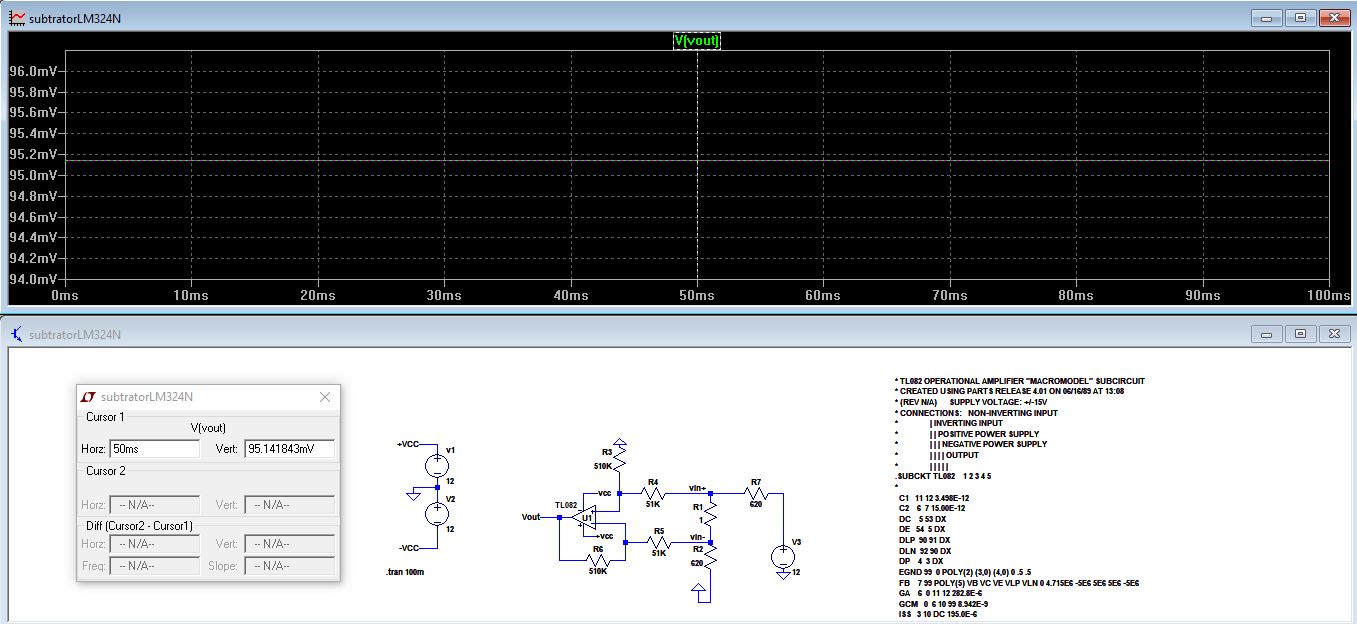 subtratorLM324N
V(vout)
96.0mV
95.8mV
95.6mV
95.4mV
95.2mV
95.0mV
94.8mV
94.6mV
94.4mV
94.2mV
94.0mV
0ms 10ms 20ms 30ms 40ms 50ms 60ms 70ms 80ms 90ms 100ms
subtratorLM324N
subtratorLM324N
Cursor 1
V(vout)
Horz: 50ms Vert: 95.141843mV
Cursor 2
Horz: -- N/A-- Vert: -- N/A--
Diff (Cursor2 - Cursor1)
Horz: -- N/A-- Vert: -- N/A--
Freq: -- N/A-- Slope: -- N/A--
+VCC
v1
12
V2
12
-VCC
.tran 100m
R3
510K
-vcc
TL082
U1
+vcc
Vout
R6
510K
R4
51K
R5
51K
vin+
R1
1
vin-
R2
620
R7
620
V3
12
* TL082 OPERATIONAL AMPLIFIER "MACROMODEL" SUBCIRCUIT
* CREATED USING PARTS RELEASE 4.01 ON 06/16/89 AT 13:08
* (REV N/A) SUPPLY VOLTAGE: +/-15V
* CONNECTIONS: NON-INVERTING INPUT
* | INVERTING INPUT
* | | POSITIVE POWER SUPPLY
* | | | NEGATIVE POWER SUPPLY
* | | | | OUTPUT
* | | | | |
.SUBCKT TL082 1 2 3 4 5
*
C1 11 12 3.498E-12
C2 6 7 15.00E-12
DC 5 53 DX
DE 54 5 DX
DLP 90 91 DX
DLN 92 90 DX
DP 4 3 DX
EGND 99 0 POLY(2) (3,0) (4,0) 0 .5 .5
FB 7 99 POLY(5) VB VC VE VLP VLN 0 4.715E6 -5E6 5E6 5E6 -5E6
GA 6 0 11 12 282.8E-6
GCM 0 6 10 99 8.942E-9
ISS 3 10 DC 195.0E-6